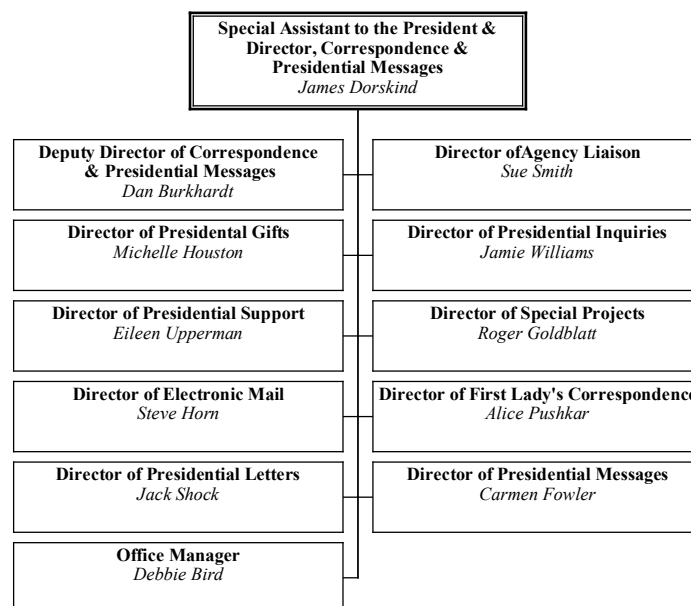 Special Assistant to the President &
Director, Correspondence &
Presidential Messages
James Dorskind
Deputy Director of Correspondence
& Presidential Messages
Dan Burkhardt
Director ofAgency Liaison
Sue Smith
Director of Presidental Gifts
Michelle Houston
Director of Presidential Inquiries
Jamie Williams
Director of Presidential Support
Eileen Upperman
Director of Special Projects
Roger Goldblatt
Director of Electronic Mail
Steve Horn
Director of First Lady's Correspondence
Alice Pushkar
Director of Presidential Letters
Jack Shock
Director of Presidential Messages
Carmen Fowler
Office Manager
Debbie Bird